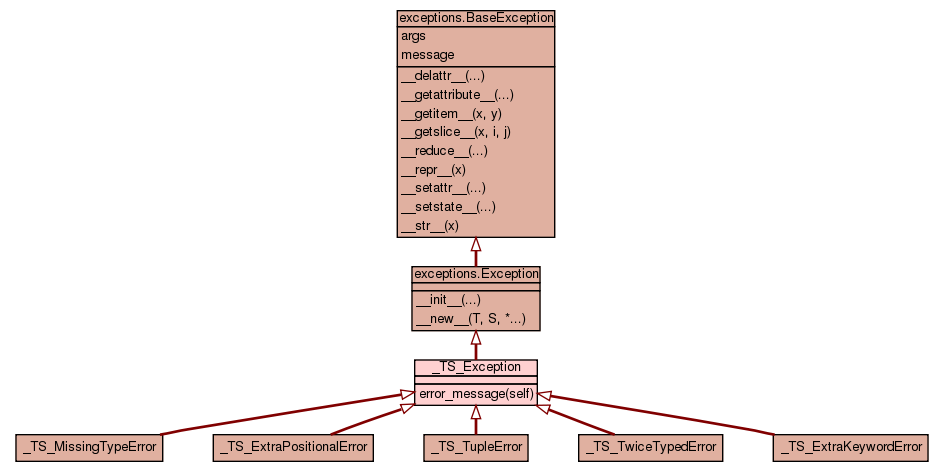 exceptions.BaseException
args
message
__delattr__(...)
__getattribute__(...)
__getitem__(x, y)
__getslice__(x, i, j)
__reduce__(...)
__repr__(x)
__setattr__(...)
__setstate__(...)
__str__(x)
exceptions.Exception
__init__(...)
__new__(T, S, *...)
_TS_Exception
error_message(self)
_TS_MissingTypeError
_TS_ExtraPositionalError
_TS_TupleError
_TS_TwiceTypedError
_TS_ExtraKeywordError